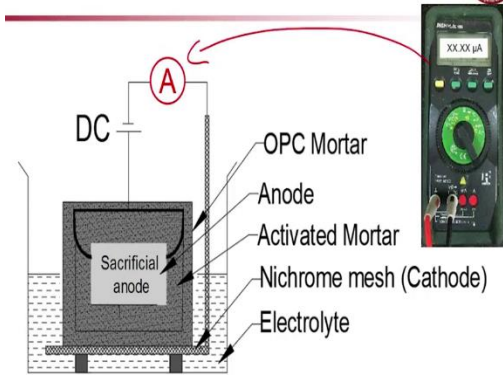 XX.XX µA
A
DC
OPC Mortar
Anode
Activated Mortar
Sacrificial
anode
Nichrome mesh (Cathode)
Electrolyte